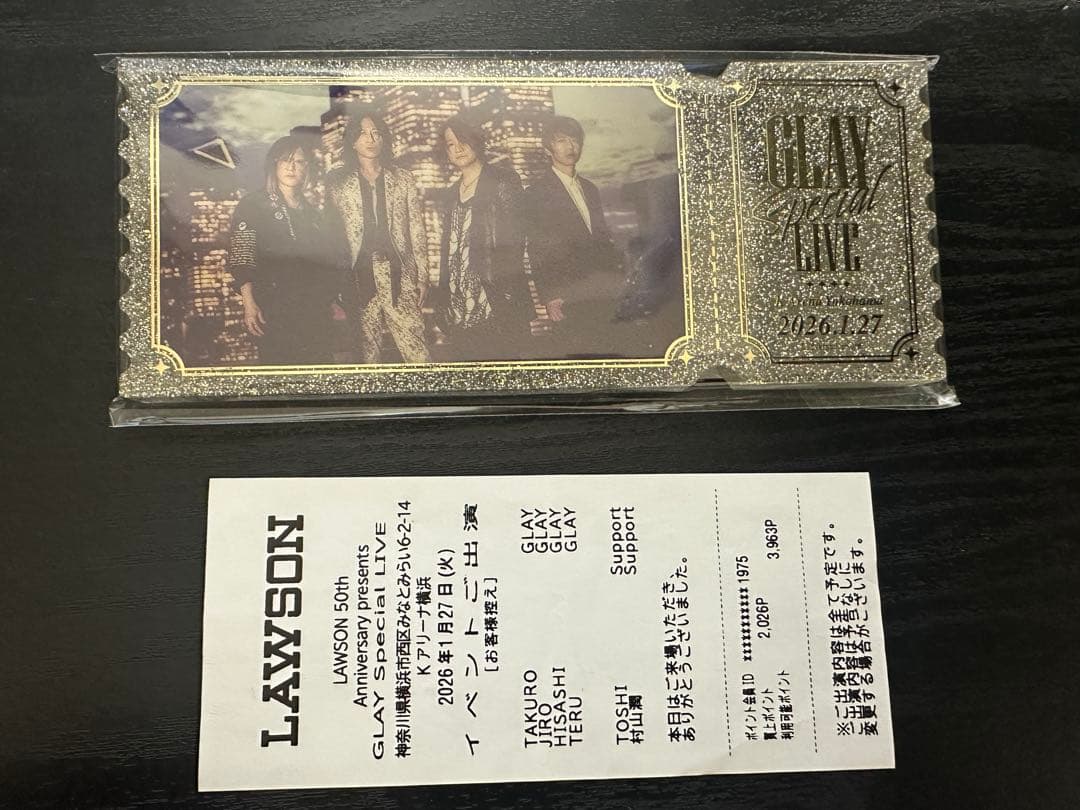 GLAY
Special
LIVE
K-Arena Yokohama
2026.1.27
LAWSON
LAWSON 50th
Anniversary presents
GLAY Special LIVE
神奈川県横浜市西区みなとみらい6-2-14
Kアリーナ横浜
2026年1月27日(火)
イベントご出演
[お客様控え]
TAKURO GLAY
JIRO GLAY
HISASHI GLAY
TERU GLAY
TOSHI Support
村山潤 Support
本日はご来場いただき、
ありがとうございました。
ポイント会員ID ***********1975
買上ポイント 2,026P
利用可能ポイント 3,963P
※ご出演内容は全て予定です。
ご出演内容は予告なしに
変更する場合がございます。